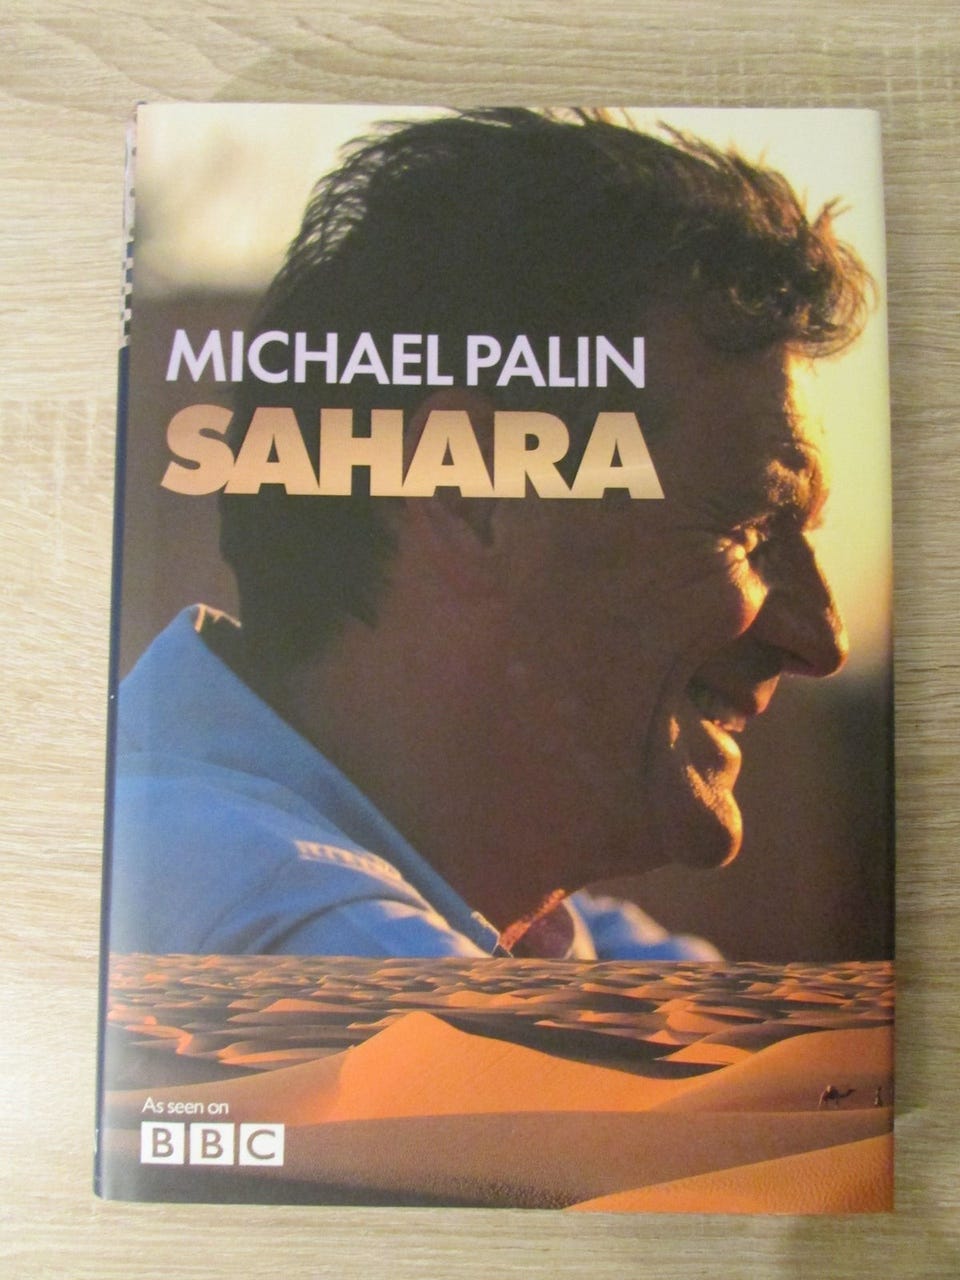 MICHAEL PALIN
SAHARA
As seen on
BBC